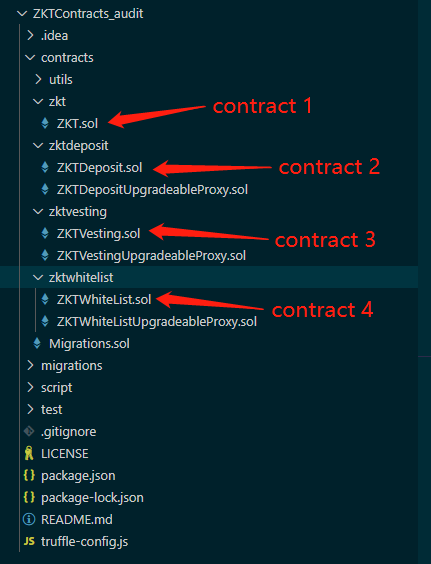 ZKTContracts_audit
.idea
contracts
utils
zkt
ZKT.sol
contract 1
zktdeposit
ZKTDeposit.sol
contract 2
ZKTDepositUpgradeableProxy.sol
zktvesting
ZKTVesting.sol
contract 3
ZKTVestingUpgradeableProxy.sol
zktwhitelist
ZKTWhiteList.sol
contract 4
ZKTWhiteListUpgradeableProxy.sol
Migrations.sol
migrations
script
test
.gitignore
LICENSE
{} package.json
{} package-lock.json
README.md
JS truffle-config.js